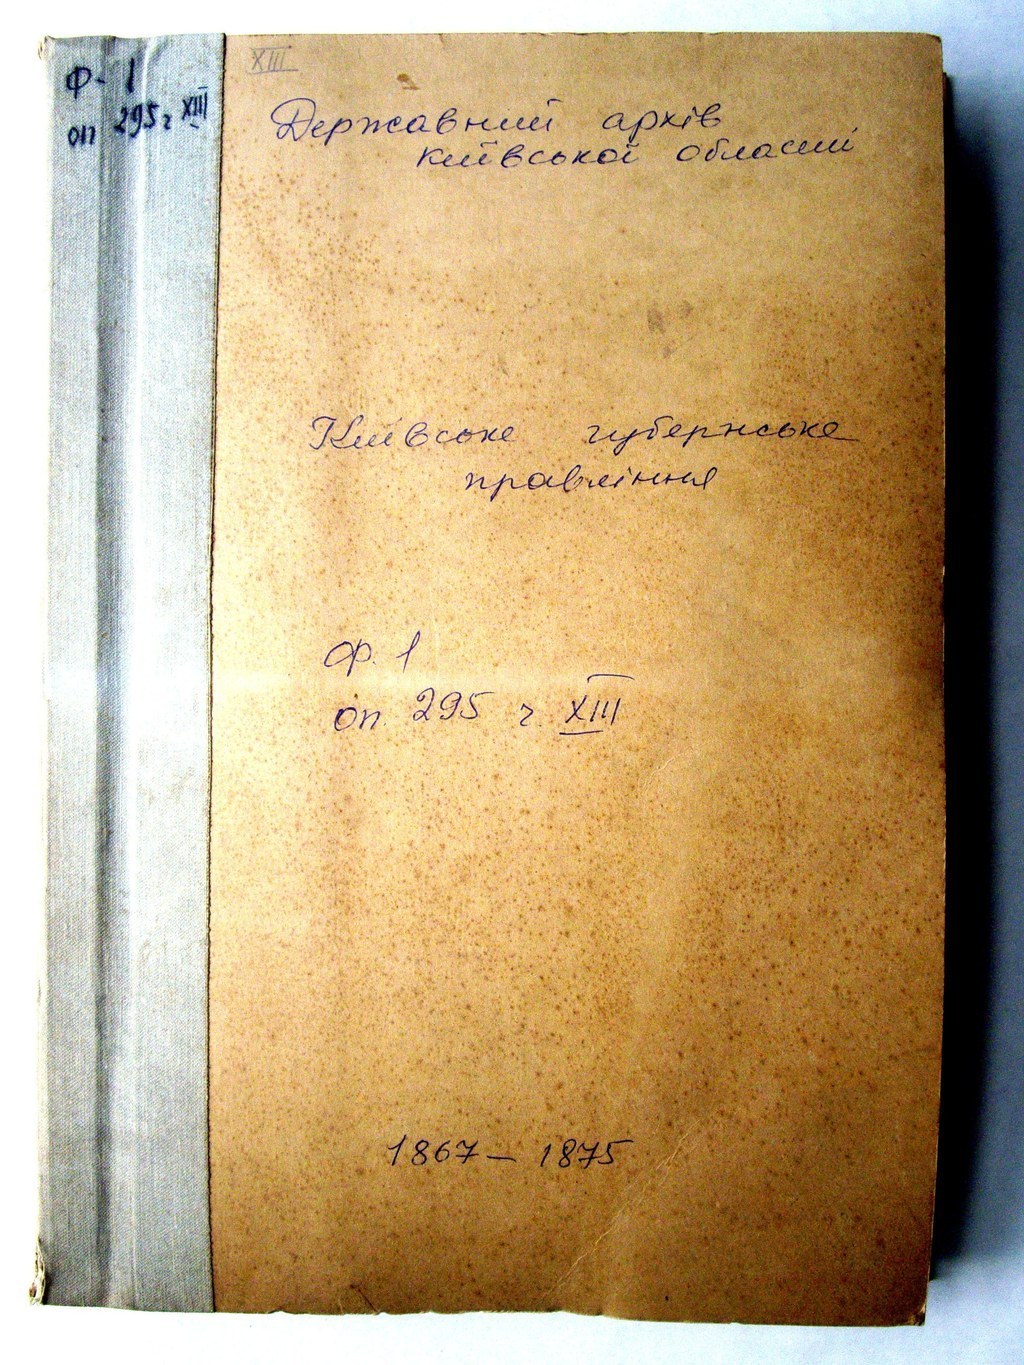 Ф- 1
оп 295 ч XIII
XIII
Державний архів
київської області
Київське губернське
правління
Ф. 1
оп. 295 ч. XIII
1867 – 1875